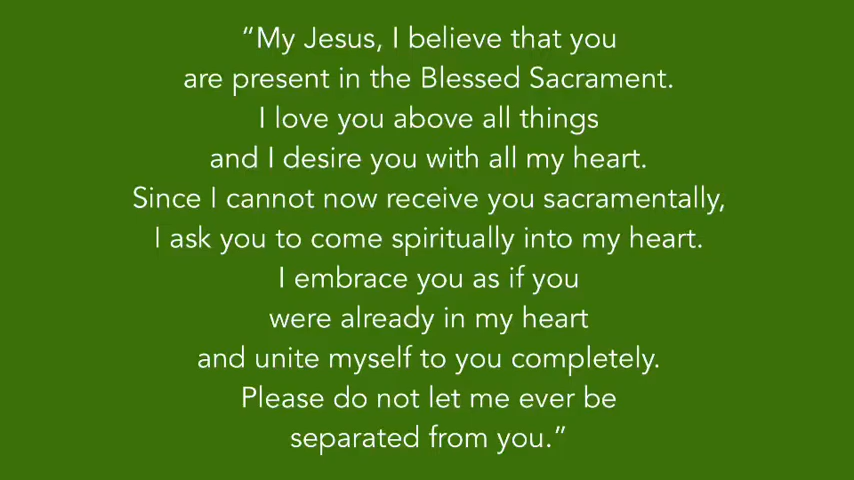 “My Jesus, I believe that you
are present in the Blessed Sacrament.
I love you above all things
and I desire you with all my heart.
Since I cannot now receive you sacramentally,
I ask you to come spiritually into my heart.
I embrace you as if you
were already in my heart
and unite myself to you completely.
Please do not let me ever be
separated from you.”